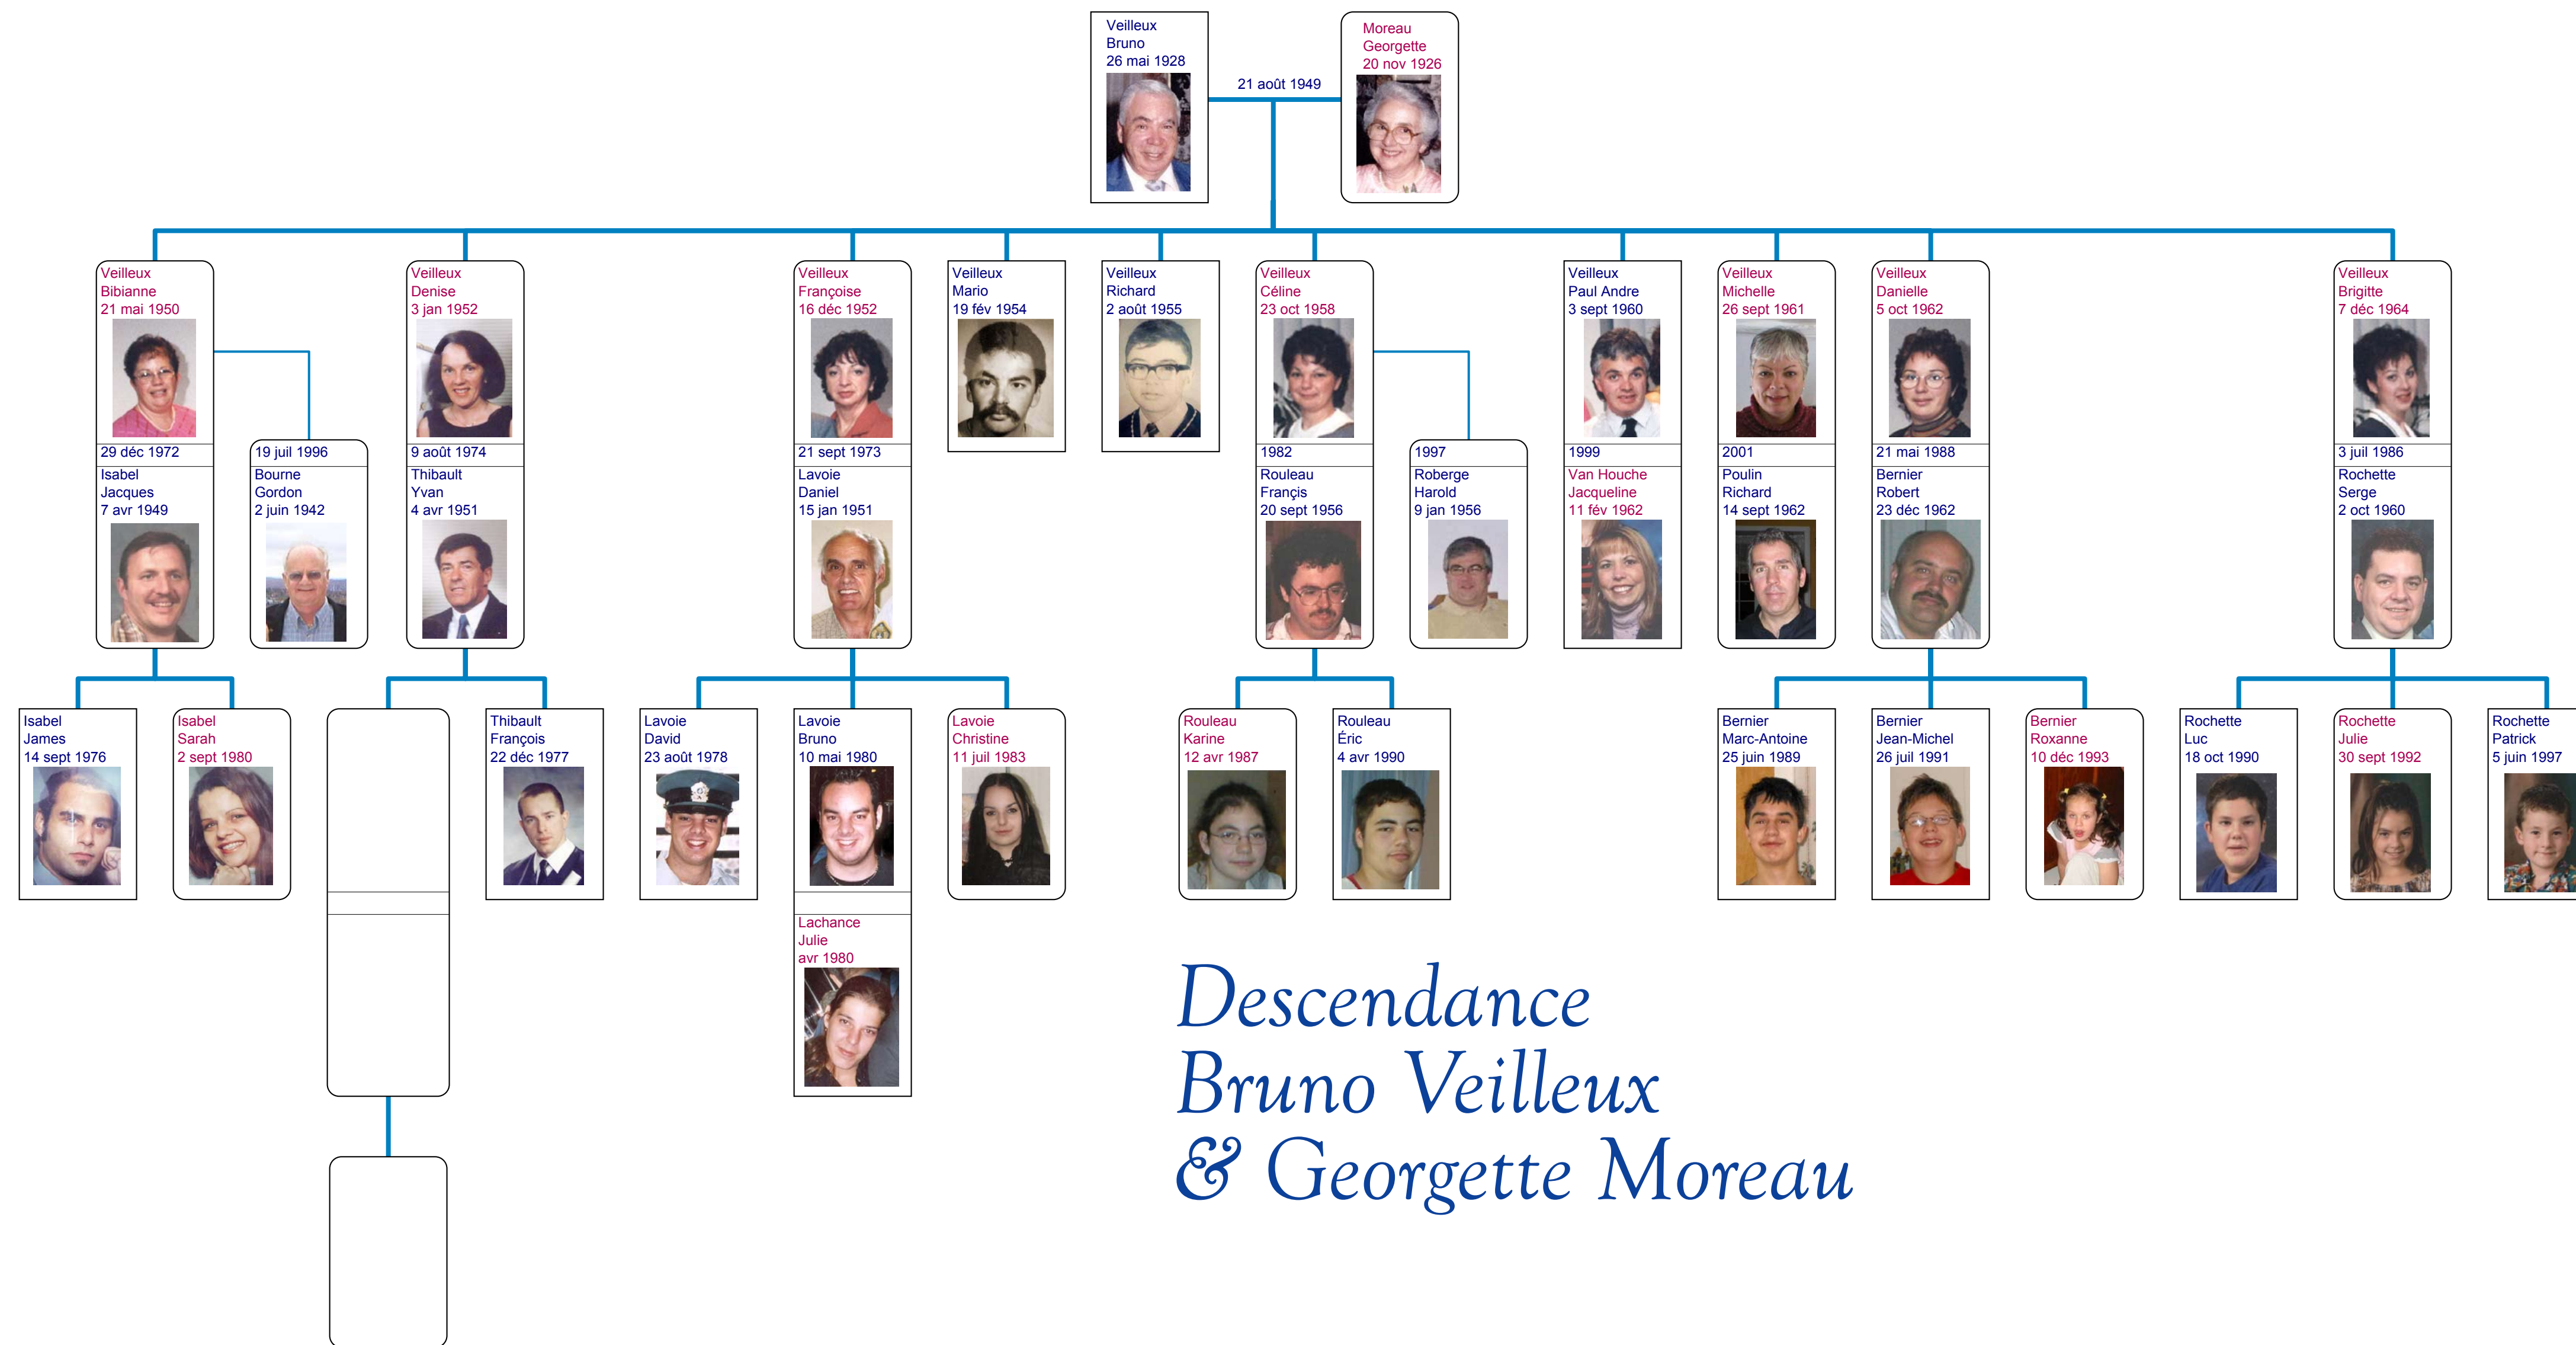 Veilleux
Bruno
26 mai 1928
21 août 1949
Moreau
Georgette
20 nov 1926
Veilleux
Bibianne
21 mai 1950
29 déc 1972
Isabel
Jacques
7 avr 1949
19 juil 1996
Bourne
Gordon
2 juin 1942
Veilleux
Denise
3 jan 1952
9 août 1974
Thibault
Yvan
4 avr 1951
Veilleux
Françoise
16 déc 1952
21 sept 1973
Lavoie
Daniel
15 jan 1951
Veilleux
Mario
19 fév 1954
Veilleux
Richard
2 août 1955
Veilleux
Céline
23 oct 1958
1982
Rouleau
Françis
20 sept 1956
1997
Roberge
Harold
9 jan 1956
Veilleux
Paul Andre
3 sept 1960
1999
Van Houche
Jacqueline
11 fév 1962
Veilleux
Michelle
26 sept 1961
2001
Poulin
Richard
14 sept 1962
Veilleux
Danielle
5 oct 1962
21 mai 1988
Bernier
Robert
23 déc 1962
Veilleux
Brigitte
7 déc 1964
3 juil 1986
Rochette
Serge
2 oct 1960
Isabel
James
14 sept 1976
Isabel
Sarah
2 sept 1980
Thibault
François
22 déc 1977
Lavoie
David
23 août 1978
Lavoie
Bruno
10 mai 1980
Lachance
Julie
avr 1980
Lavoie
Christine
11 juil 1983
Rouleau
Karine
12 avr 1987
Rouleau
Éric
4 avr 1990
Bernier
Marc-Antoine
25 juin 1989
Bernier
Jean-Michel
26 juil 1991
Bernier
Roxanne
10 déc 1993
Rochette
Luc
18 oct 1990
Rochette
Julie
30 sept 1992
Rochette
Patrick
5 juin 1997
Descendance
Bruno Veilleux
& Georgette Moreau